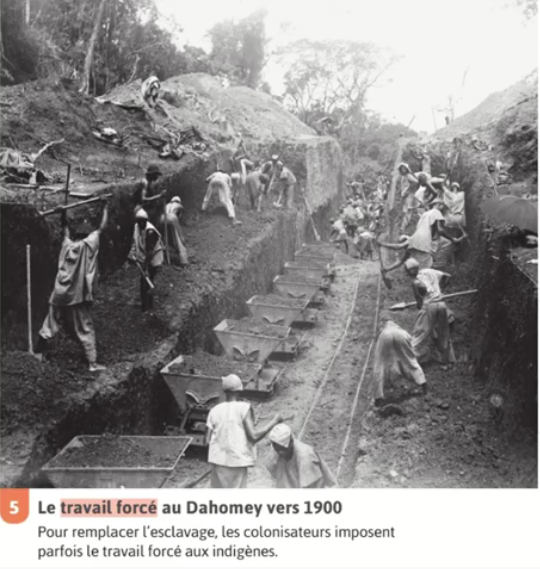 5 Le travail forcé au Dahomey vers 1900
Pour remplacer l'esclavage, les colonisateurs imposent
parfois le travail forcé aux indigènes.